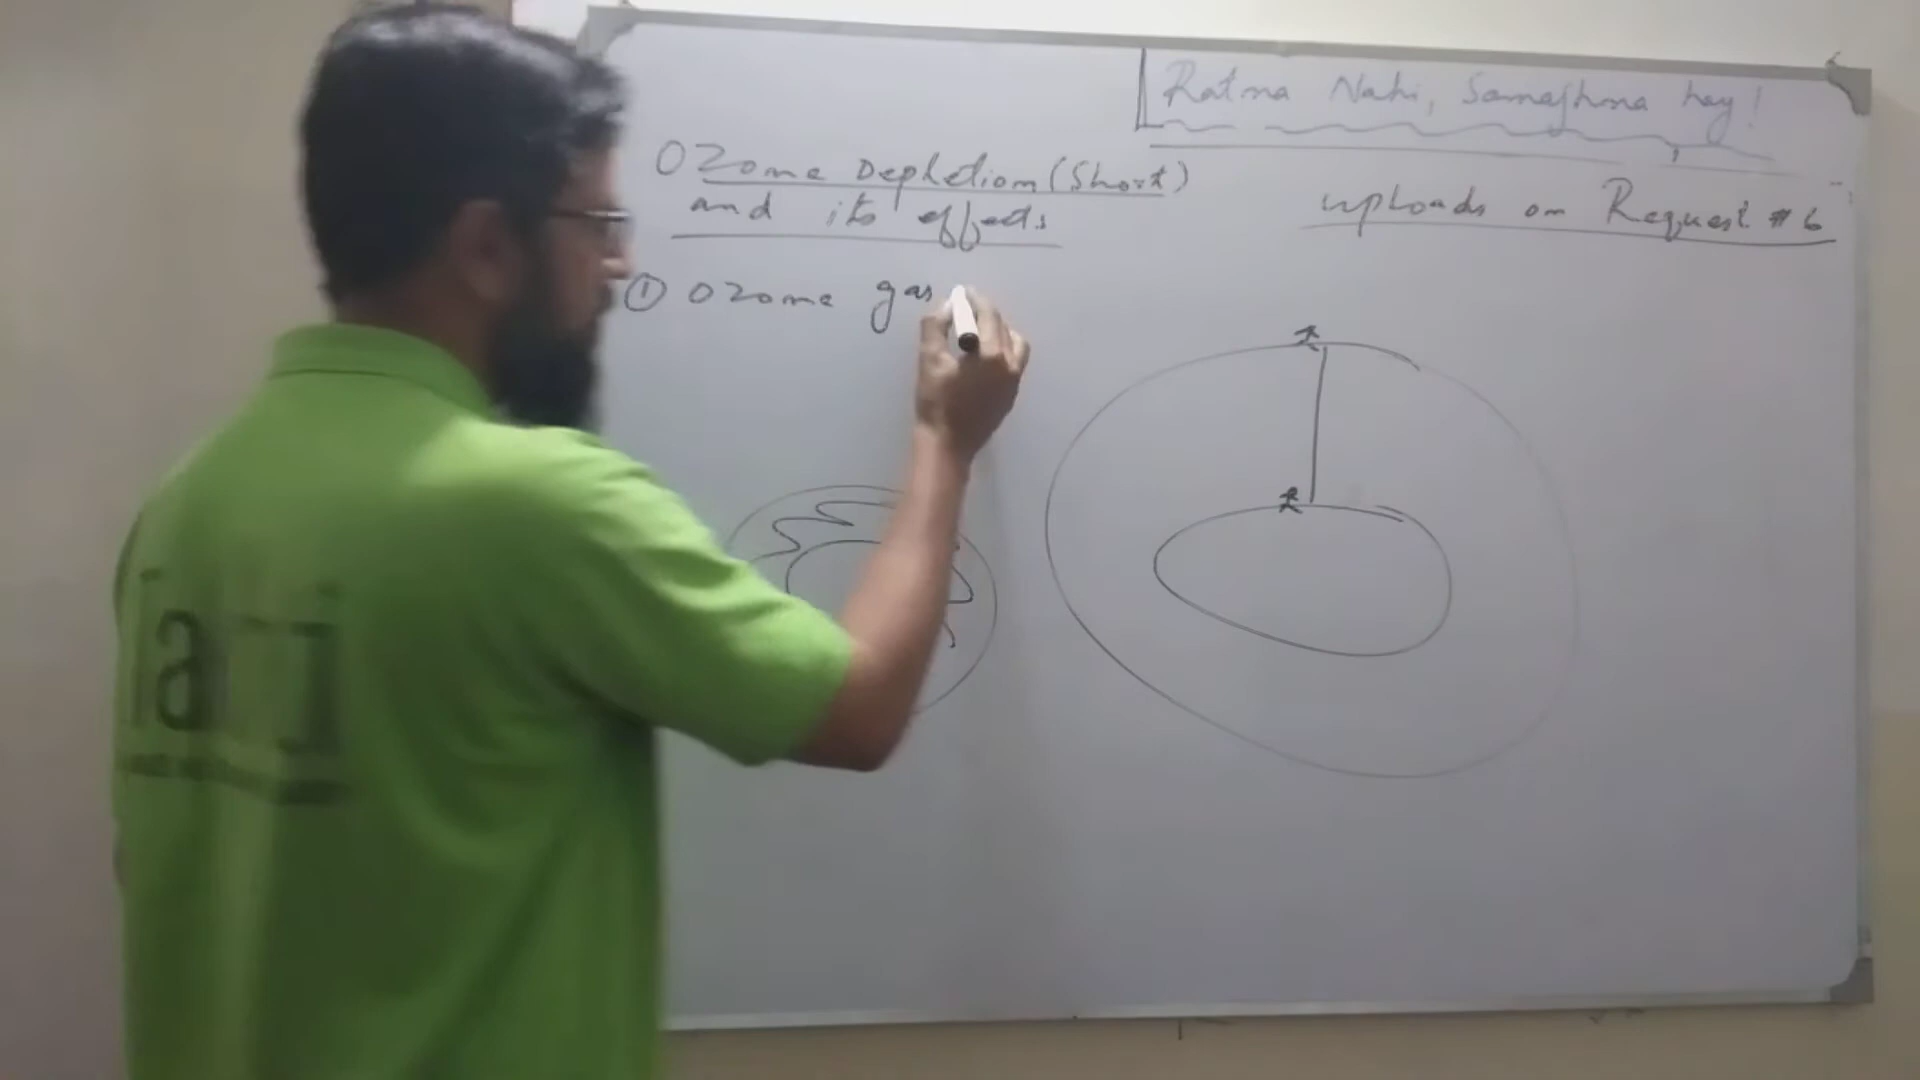 Ratna Nahi, Samajhna hay!
Ozone Depletion (Short)
and its effects
uploads on Request #6
① Ozone gas